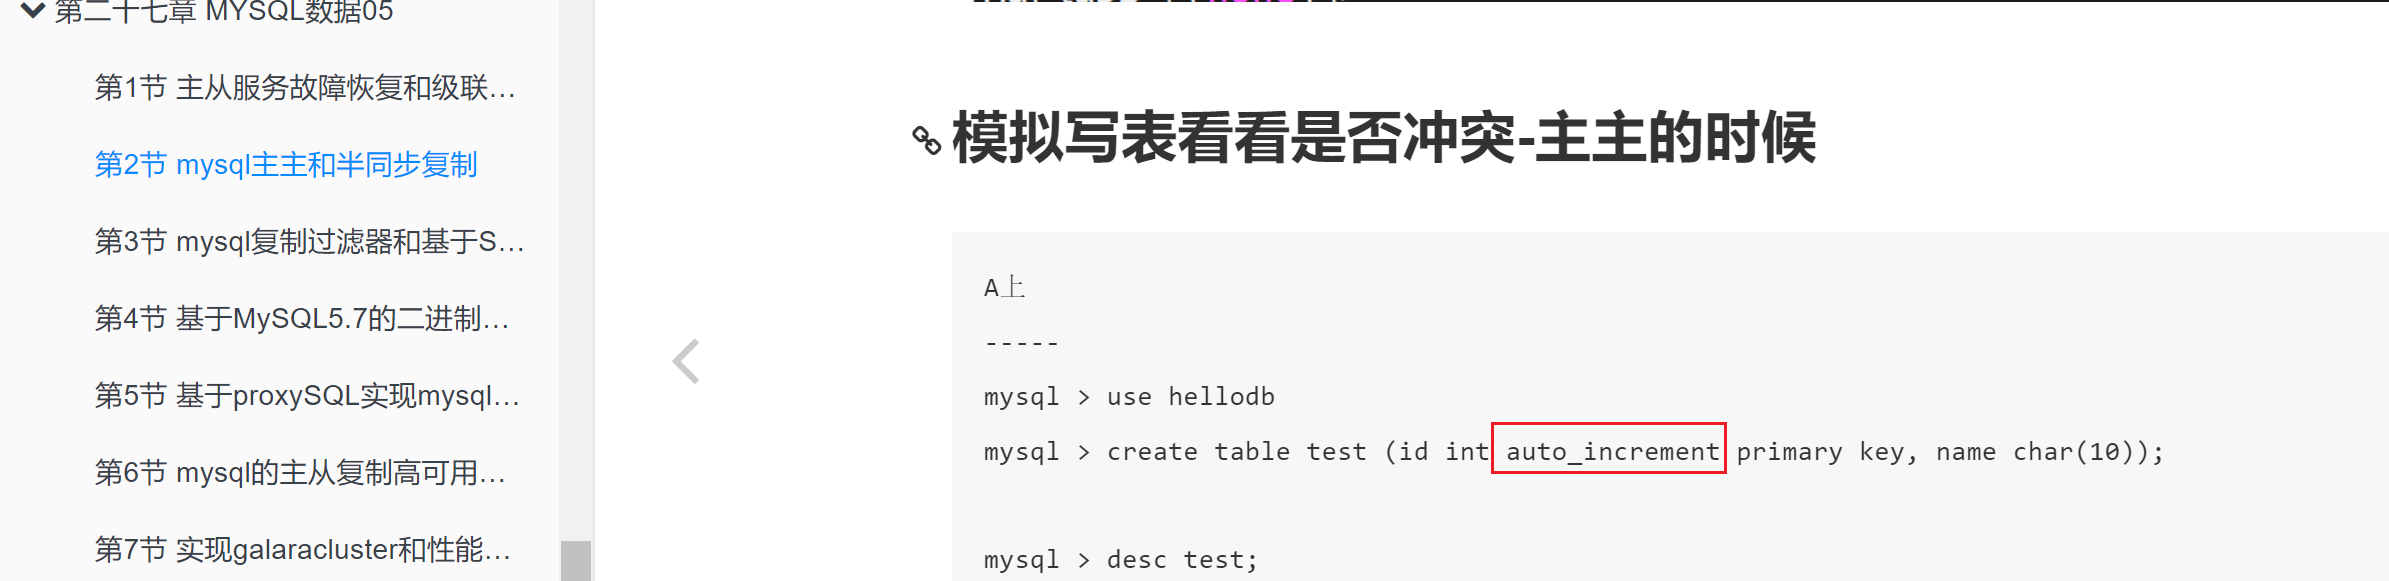 第二十七章 MYSQL数据05
第1节 主从服务故障恢复和级联…
第2节 mysql主主和半同步复制
第3节 mysql复制过滤器和基于S…
第4节 基于MySQL5.7的二进制…
第5节 基于proxySQL实现mysql…
第6节 mysql的主从复制高可用…
第7节 实现galaracluster和性能…
模拟写表看看是否冲突-主主的时候
A上
-----
mysql > use hellodb
mysql > create table test (id int auto_increment primary key, name char(10));
mysql > desc test;